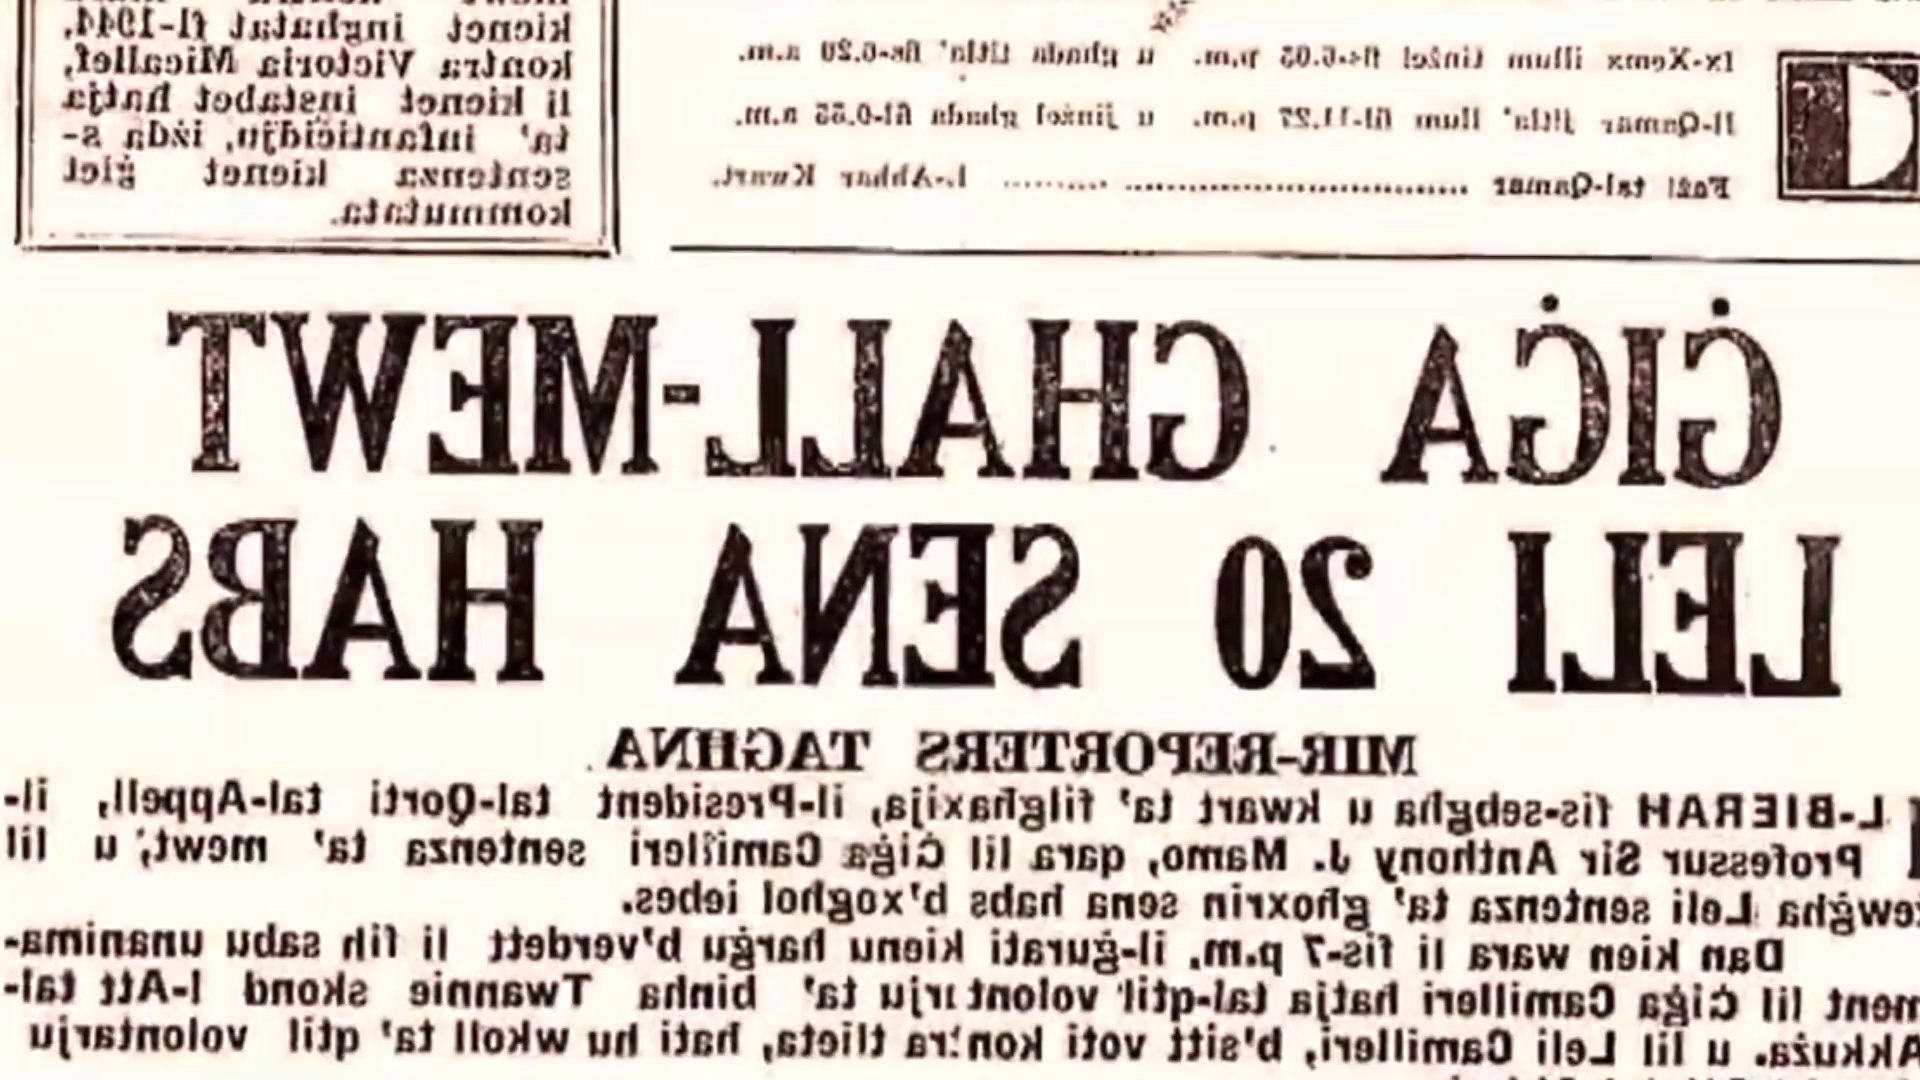 kienet ingħatat fl-1944,
kontra Victoria Micallef,
li kienet instabet ħatja
ta' infantiċidju, iżda s-
sentenza kienet ġiet
kommutata.
Ix-Xemx illum tinżel fis-6.05 p.m. u għada titla' fis-6.20 a.m.
Il-Qamar jitla' llum fil-11.27 p.m. u jinżel għada fil-0.55 a.m.
Fażi tal-Qamar L-Aħħar Kwart.
ĠIĠA GĦALL-MEWT
LELI 20 SENA ĦABS
MIR-REPORTERS TAGĦNA
L-BIERAĦ fis-sebgħa u kwart ta' filgħaxija, il-President tal-Qorti tal-Appell, il-
Professur Sir Anthony J. Mamo, qara lil Ġiġa Camilleri sentenza ta' mewt, u lil
żewġha Leli sentenza ta' għoxrin sena ħabs b'xogħol iebes.
Dan kien wara li fis-7 p.m. il-ġurati kienu ħarġu b'verdett li fih sabu unanima-
ment lil Ġiġa Camilleri ħatja tal-qtil volontarju ta' binha Twannie skond l-Att tal-
Akkuża. u lil Leli Camilleri, b'sitt voti kontra tlieta, ħati hu wkoll ta' qtil volontarju